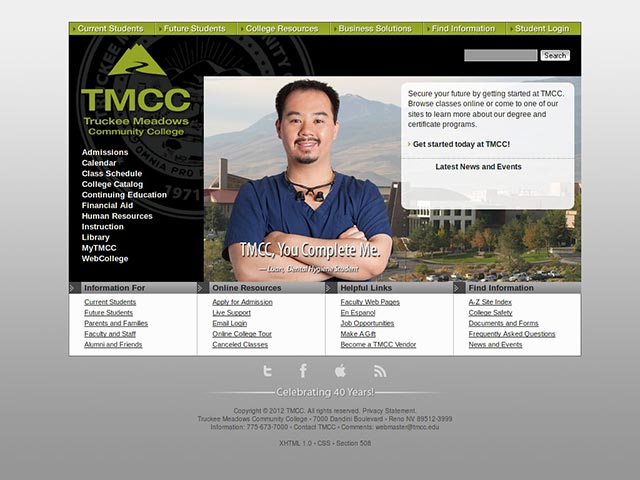 Current Students
Future Students
College Resources
Business Solutions
Find Information
Student Login
Search
TMCC
Truckee Meadows
Community College
1971
Admissions
Calendar
Class Schedule
College Catalog
Continuing Education
Financial Aid
Human Resources
Instruction
Library
MyTMCC
WebCollege
Secure your future by getting started at TMCC.
Browse classes online or come to one of our
sites to learn more about our degree and
certificate programs.
Get started today at TMCC!
Latest News and Events
TMCC, You Complete Me.
— Luan, Dental Hygiene Student
Information For
Current Students
Future Students
Parents and Families
Faculty and Staff
Alumni and Friends
Online Resources
Apply for Admission
Live Support
Email Login
Online College Tour
Canceled Classes
Helpful Links
Faculty Web Pages
En Espanol
Job Opportunities
Make A Gift
Become a TMCC Vendor
Find Information
A-Z Site Index
College Safety
Documents and Forms
Frequently Asked Questions
News and Events
Celebrating 40 Years!
Copyright © 2012 TMCC. All rights reserved. Privacy Statement.
Truckee Meadows Community College • 7000 Dandini Boulevard • Reno NV 89512-3999
Information: 775-673-7000 • Contact TMCC • Comments: webmaster@tmcc.edu
XHTML 1.0 • CSS • Section 508